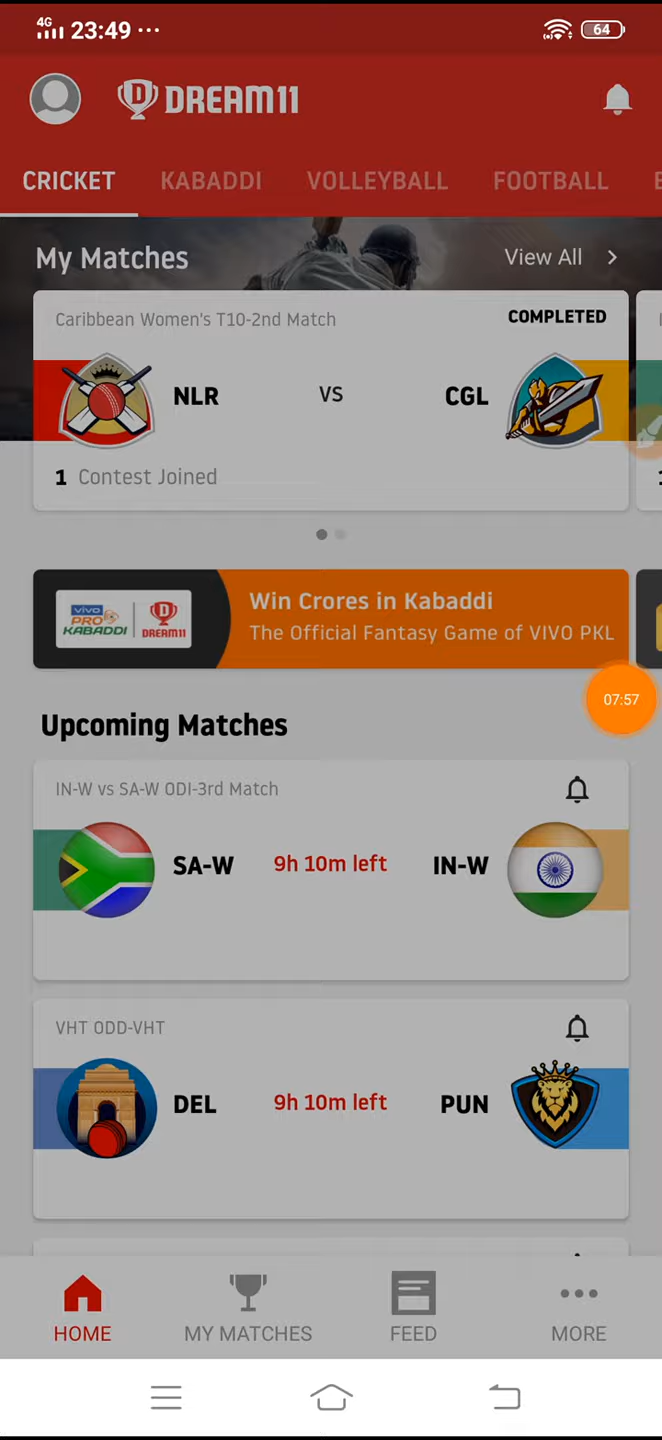 4G 23:49 ... 64
D DREAM11
CRICKET KABADDI VOLLEYBALL FOOTBALL
My Matches View All >
Caribbean Women's T10-2nd Match COMPLETED
NLR VS CGL
1 Contest Joined
vivo PRO KABADDI D DREAM11
Win Crores in Kabaddi
The Official Fantasy Game of VIVO PKL
07:57
Upcoming Matches
IN-W vs SA-W ODI-3rd Match
SA-W 9h 10m left IN-W
VHT ODD-VHT
DEL 9h 10m left PUN
HOME MY MATCHES FEED MORE